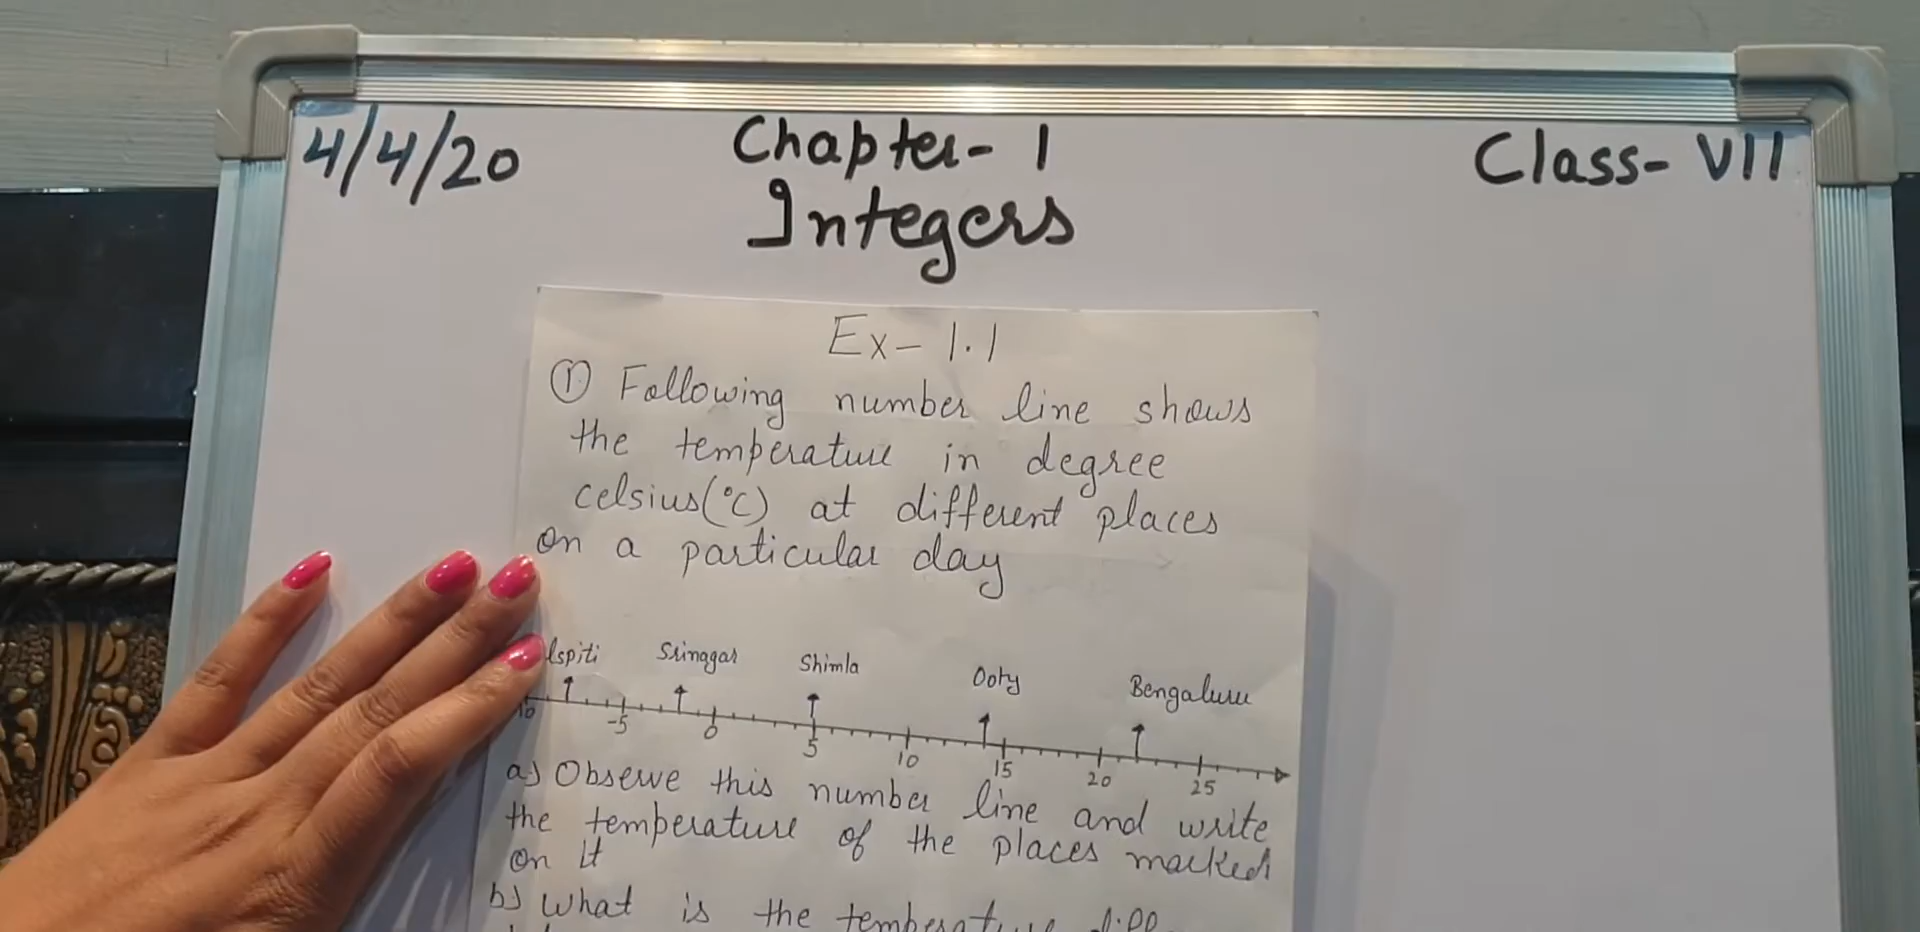 4/4/20
Chapter- 1
Class- VII
Integers
Ex- 1.1
① Following number line shows
the temperature in degree
celsius(°C) at different places
on a particular day
Srinagar Shimla Ooty Bengaluru
-5 0 5 10 15 20 25
a) Observe this number line and write
the temperature of the places marked
on it
b) What is the temperature